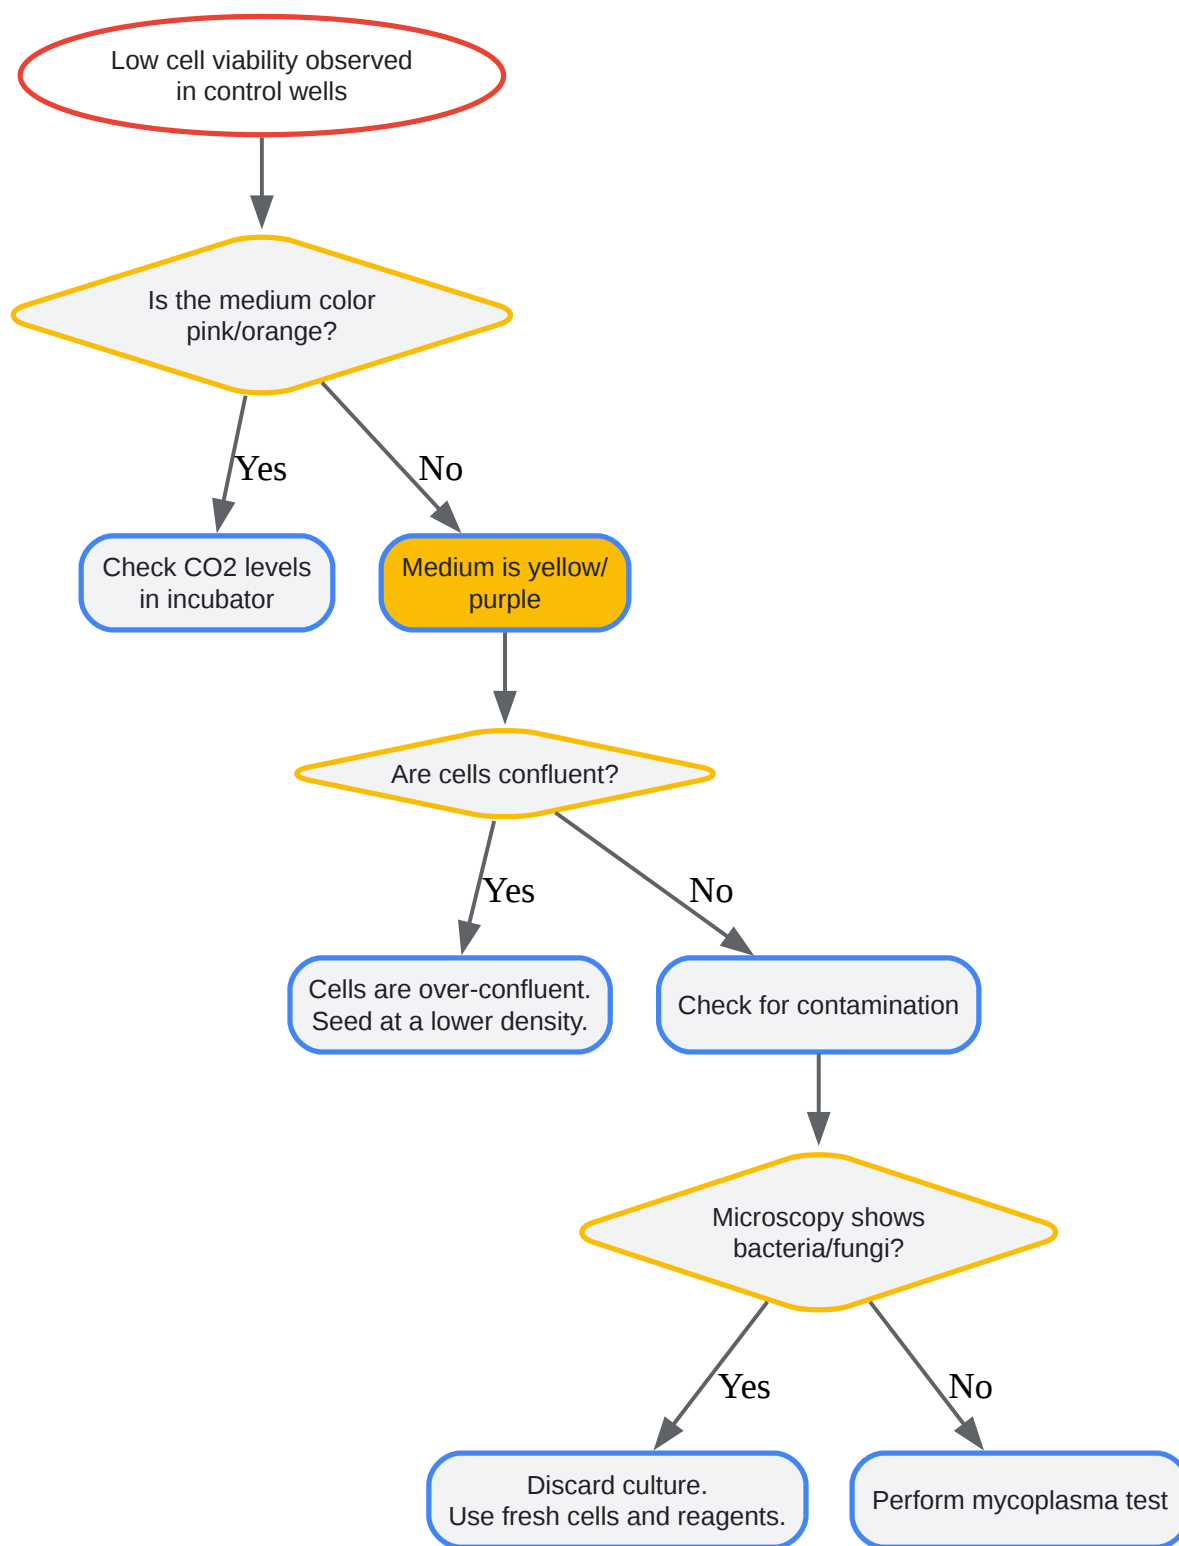 Low cell viability observed
in control wells
Is the medium color
pink/orange?
Yes
No
Check CO2 levels
in incubator
Medium is yellow/
purple
Are cells confluent?
Yes
No
Cells are over-confluent.
Seed at a lower density.
Check for contamination
Microscopy shows
bacteria/fungi?
Yes
No
Discard culture.
Use fresh cells and reagents.
Perform mycoplasma test